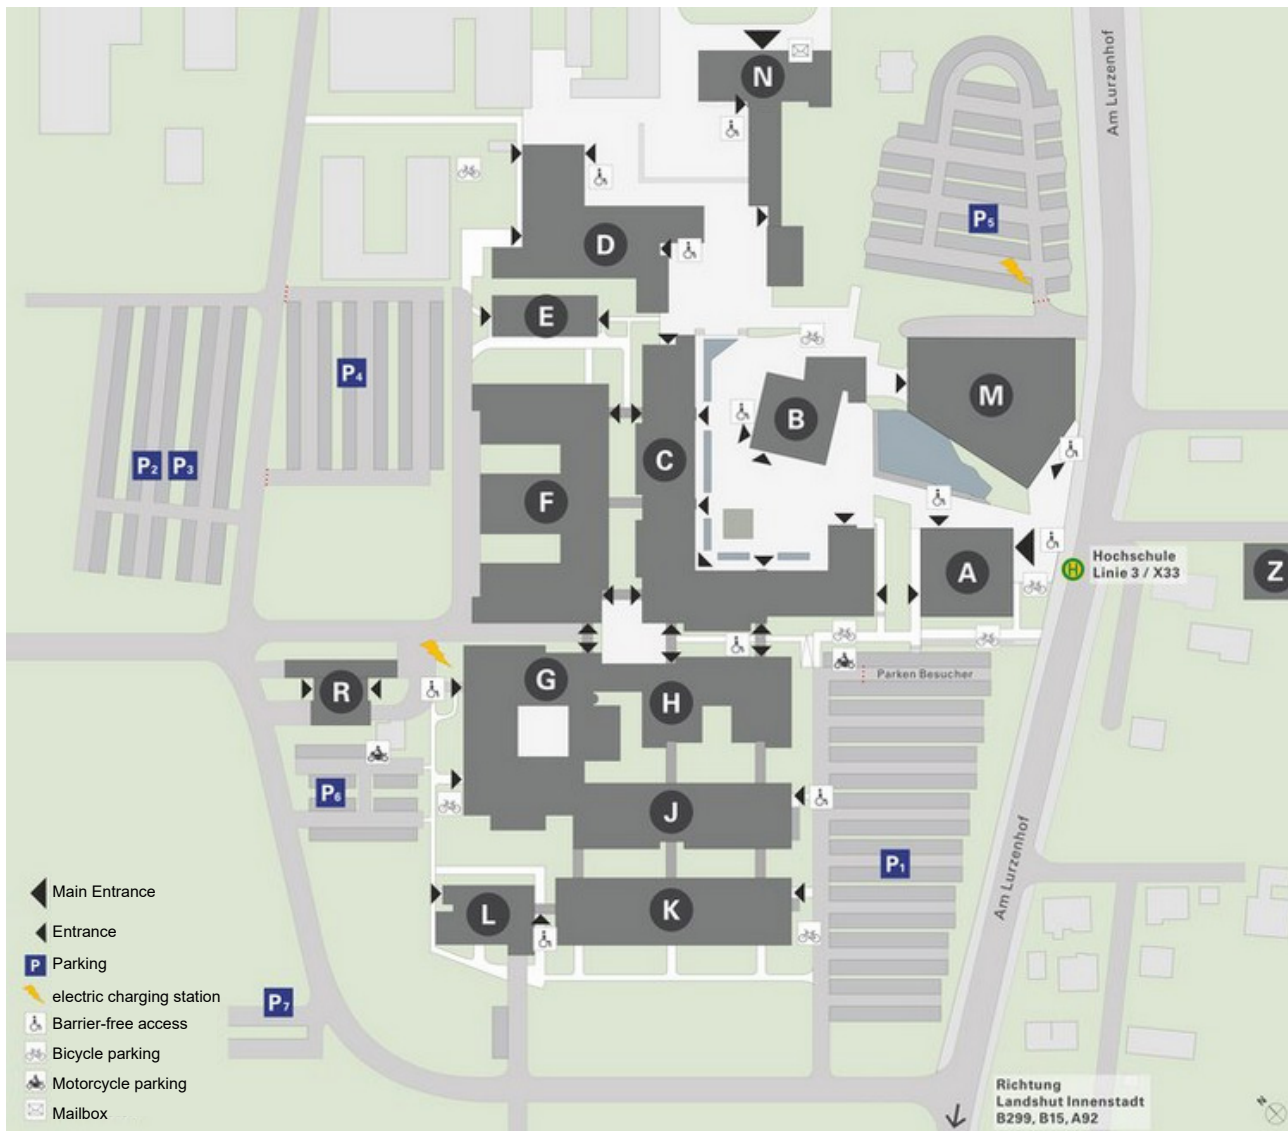 N
Am Lurzenhof
P5
D
E
P4
M
B
P2 P3
C
F
Hochschule
Linie 3 / X33
A
H
Z
Parken Besucher
G
R
H
P6
J
P1
Am Lurzenhof
Main Entrance
K
L
Entrance
P Parking
electric charging station
P7
Barrier-free access
Bicycle parking
Motorcycle parking
Mailbox
Richtung
Landshut Innenstadt
B299, B15, A92
N